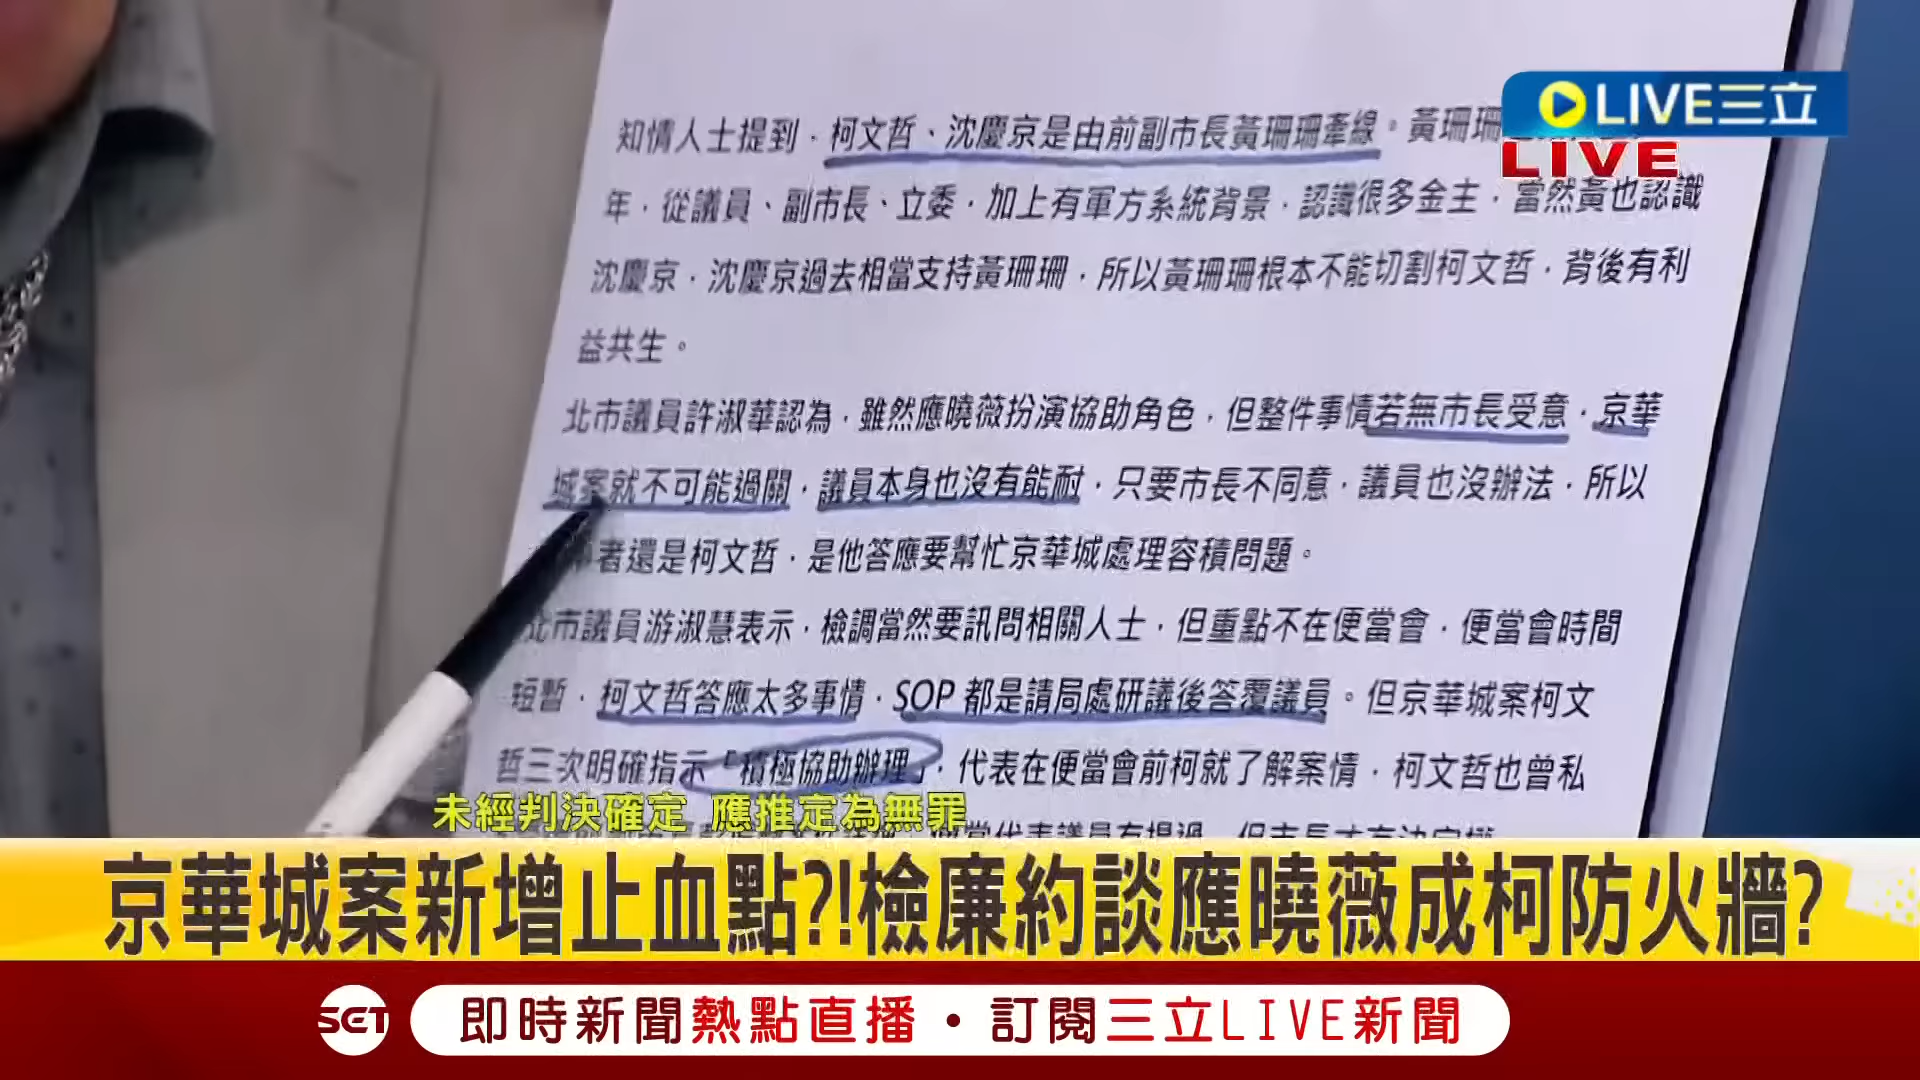 LIVE三立
LIVE
知情人士提到，柯文哲、沈慶京是由前副市長黃珊珊牽線。黃珊珊
年，從議員、副市長、立委，加上有軍方系統背景，認識很多金主，當然黃也認識
沈慶京，沈慶京過去相當支持黃珊珊，所以黃珊珊根本不能切割柯文哲，背後有利
益共生。
北市議員許淑華認為，雖然應曉薇扮演協助角色，但整件事情若無市長受意，京華
城案就不可能過關，議員本身也沒有能耐，只要市長不同意，議員也沒辦法，所以
者還是柯文哲，是他答應要幫忙京華城處理容積問題。
北市議員游淑慧表示，檢調當然要訊問相關人士，但重點不在便當會，便當會時間
短暫，柯文哲答應太多事情，SOP 都是請局處研議後答覆議員。但京華城案柯文
哲三次明確指示「積極協助辦理」，代表在便當會前柯就了解案情，柯文哲也曾私
未經判決確定 應推定為無罪
京華城案新增止血點?!檢廉約談應曉薇成柯防火牆?
SET 即時新聞熱點直播・訂閱三立LIVE新聞